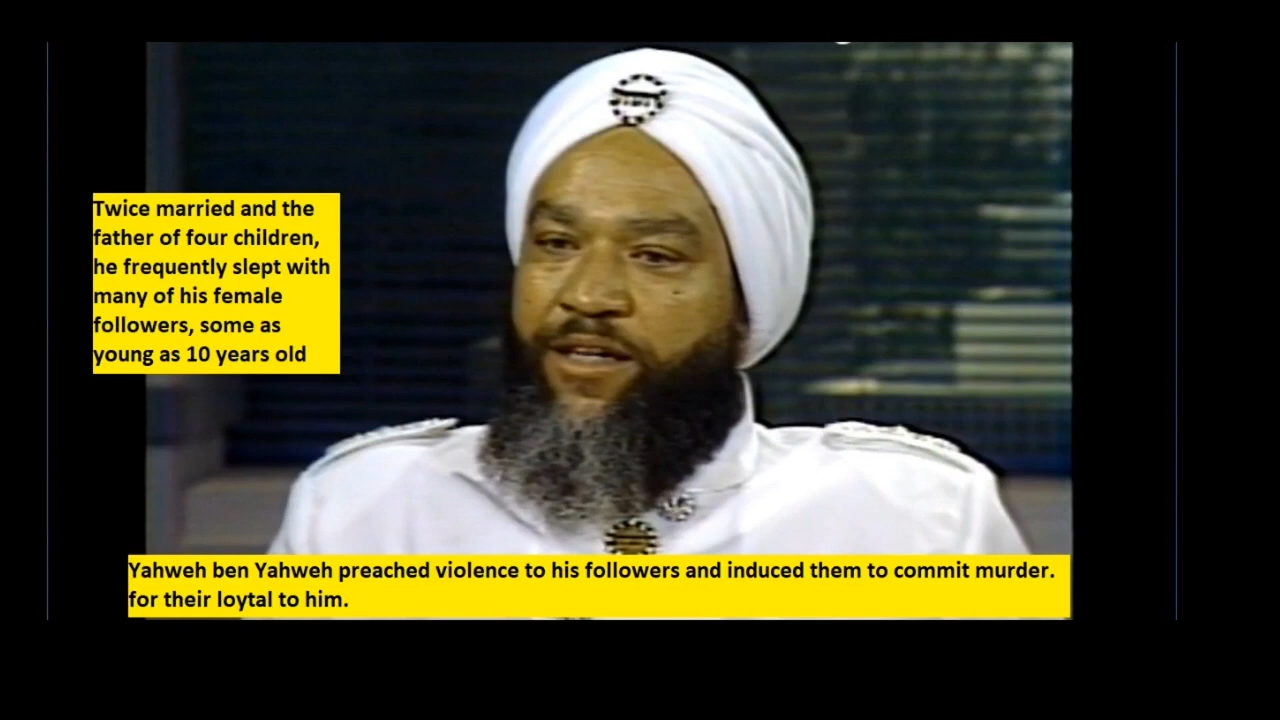 Twice married and the
father of four children,
he frequently slept with
many of his female
followers, some as
young as 10 years old
Yahweh ben Yahweh preached violence to his followers and induced them to commit murder.
for their loytal to him.